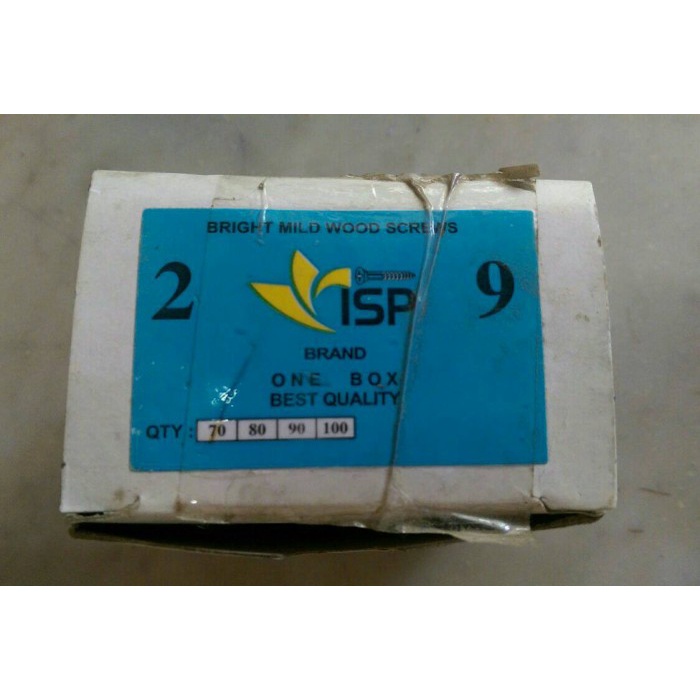 BRIGHT MILD WOOD SCREWS
2 9
ISP
BRAND
ONE BOX
BEST QUALITY
QTY : 70 80 90 100